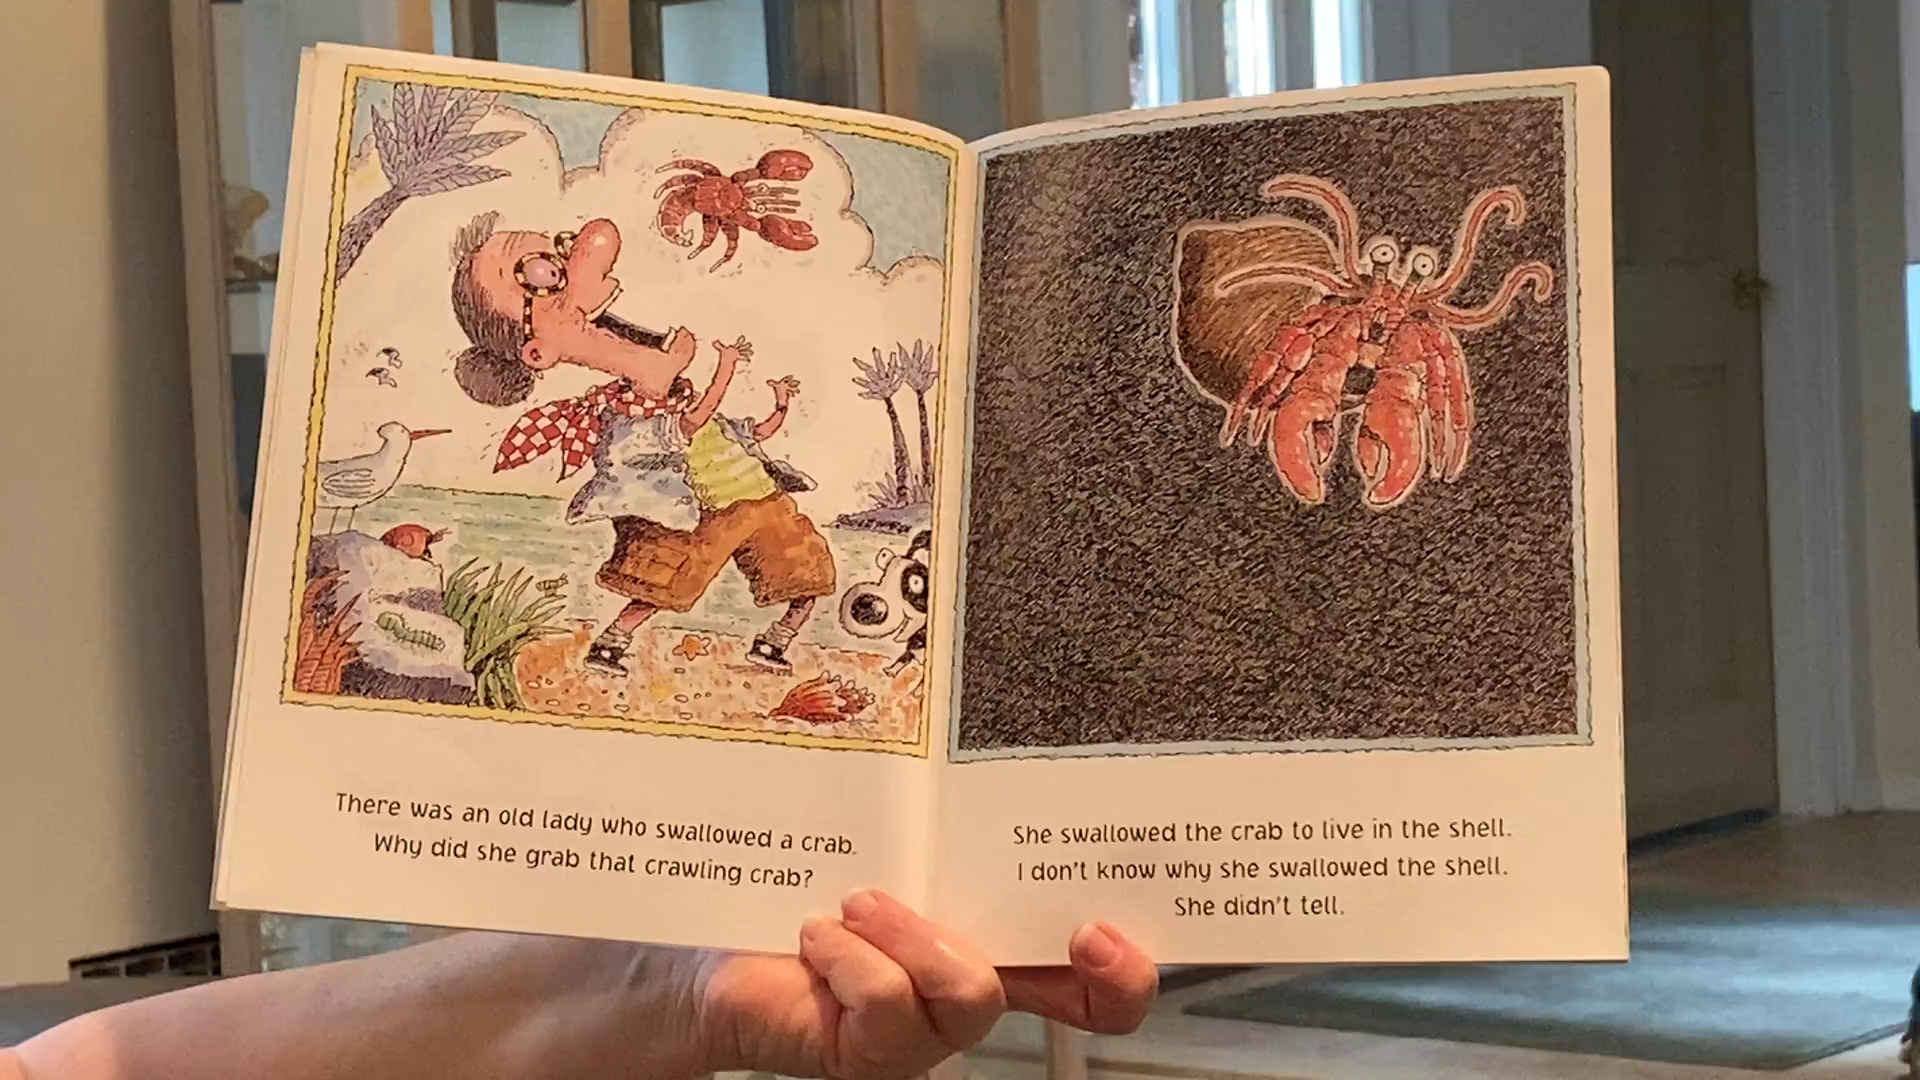 There was an old lady who swallowed a crab.
Why did she grab that crawling crab?
She swallowed the crab to live in the shell.
I don't know why she swallowed the shell.
She didn't tell.